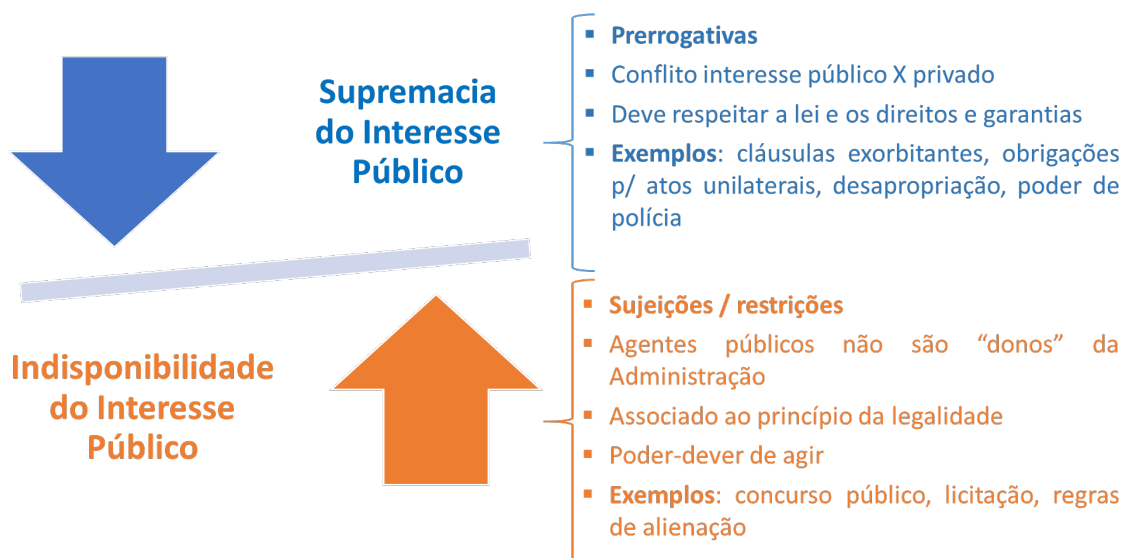 Supremacia
do Interesse
Público
▪ Prerrogativas
▪ Conflito interesse público X privado
▪ Deve respeitar a lei e os direitos e garantias
▪ Exemplos: cláusulas exorbitantes, obrigações
p/ atos unilaterais, desapropriação, poder de
polícia
Indisponibilidade
do Interesse
Público
▪ Sujeições / restrições
▪ Agentes públicos não são “donos” da
Administração
▪ Associado ao princípio da legalidade
▪ Poder-dever de agir
▪ Exemplos: concurso público, licitação, regras
de alienação